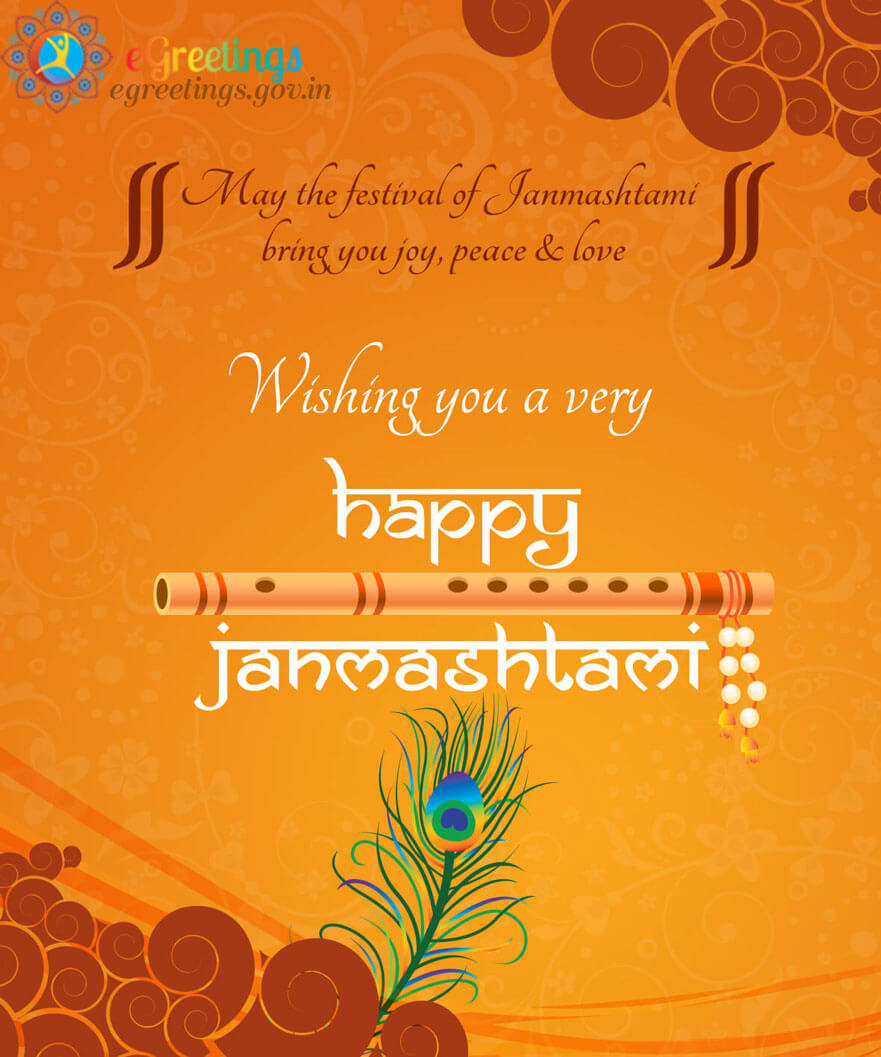 eGreetings
egreetings.gov.in
May the festival of Janmashtami
bring you joy, peace & love
Wishing you a very
happy
janmashtami